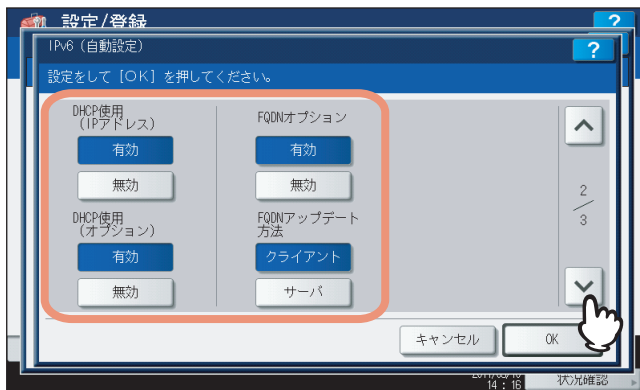 設定/登録
?
IPv6（自動設定）
?
設定をして［OK］を押してください。
DHCP使用
（IPアドレス）
有効
無効
DHCP使用
（オプション）
有効
無効
FQDNオプション
有効
無効
FQDNアップデート
方法
クライアント
サーバ
2
3
キャンセル
OK
14：16
状況確認